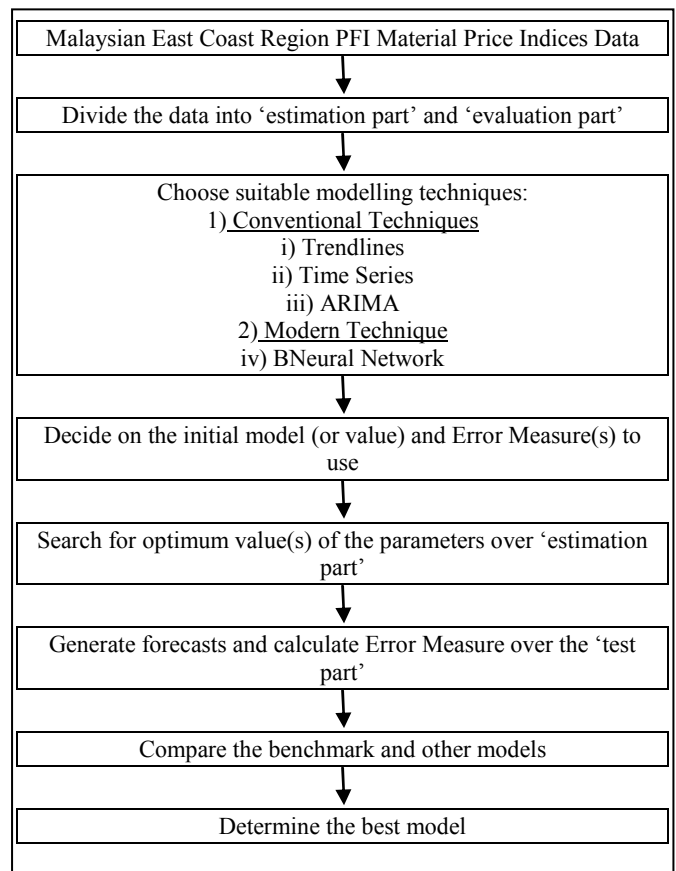 Malaysian East Coast Region PFI Material Price Indices Data
Divide the data into ‘estimation part’ and ‘evaluation part’
Choose suitable modelling techniques:
1) Conventional Techniques
i) Trendlines
ii) Time Series
iii) ARIMA
2) Modern Technique
iv) BNeural Network
Decide on the initial model (or value) and Error Measure(s) to
use
Search for optimum value(s) of the parameters over ‘estimation
part’
Generate forecasts and calculate Error Measure over the ‘test
part’
Compare the benchmark and other models
Determine the best model